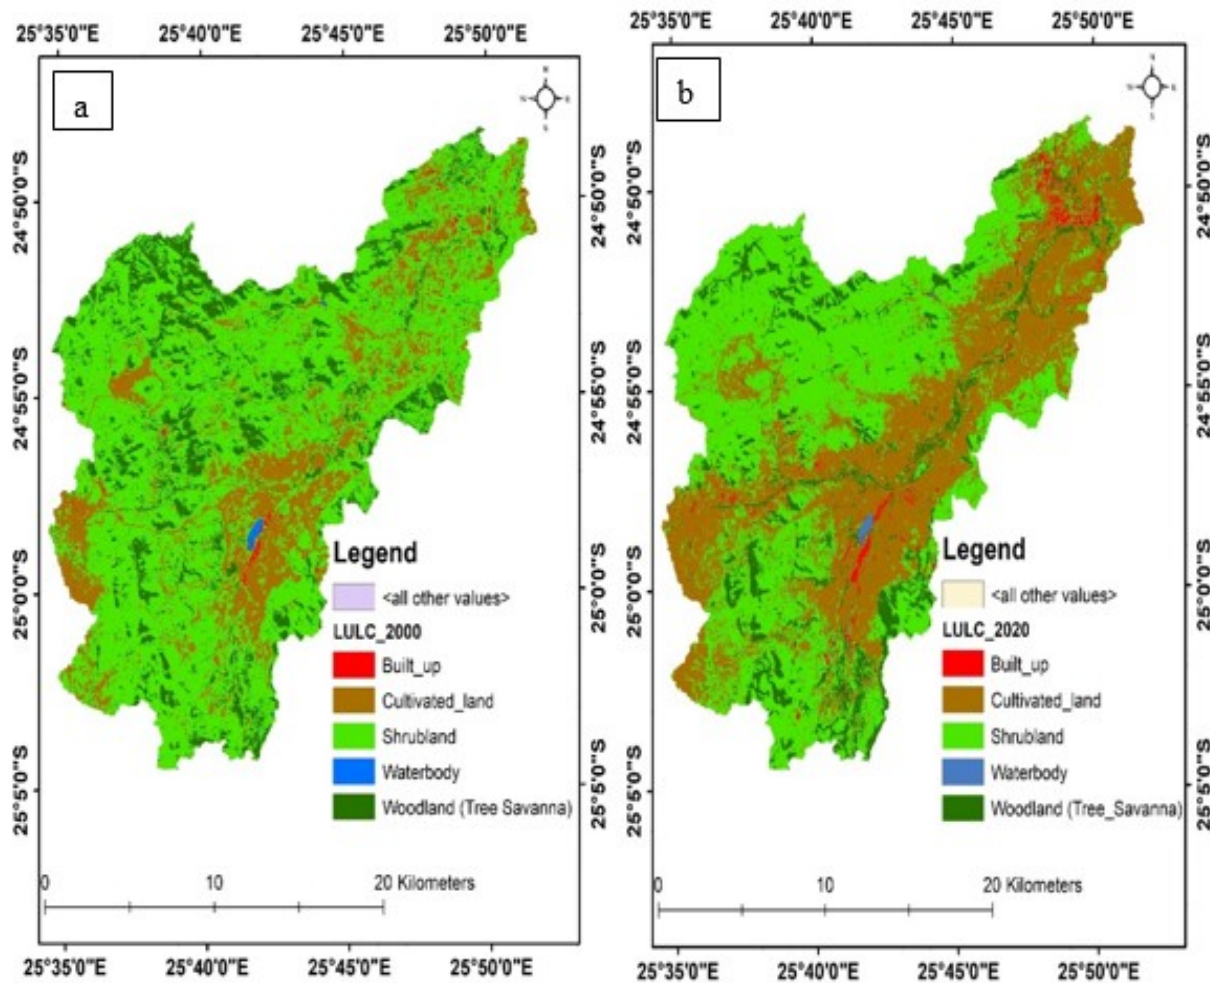 25°35'0"E 25°40'0"E 25°45'0"E 25°50'0"E
a
N
W E
S
24°50'0"S 24°50'0"S
24°55'0"S 24°55'0"S
25°0'0"S 25°0'0"S
25°5'0"S 25°5'0"S
Legend
<all other values>
LULC_2000
Built_up
Cultivated_land
Shrubland
Waterbody
Woodland (Tree Savanna)
0 10 20 Kilometers
25°35'0"E 25°40'0"E 25°45'0"E 25°50'0"E
25°35'0"E 25°40'0"E 25°45'0"E 25°50'0"E
b
N
W E
S
24°50'0"S 24°50'0"S
24°55'0"S 24°55'0"S
25°0'0"S 25°0'0"S
25°5'0"S 25°5'0"S
Legend
<all other values>
LULC_2020
Built_up
Cultivated_land
Shrubland
Waterbody
Woodland (Tree_Savanna)
0 10 20 Kilometers
25°35'0"E 25°40'0"E 25°45'0"E 25°50'0"E